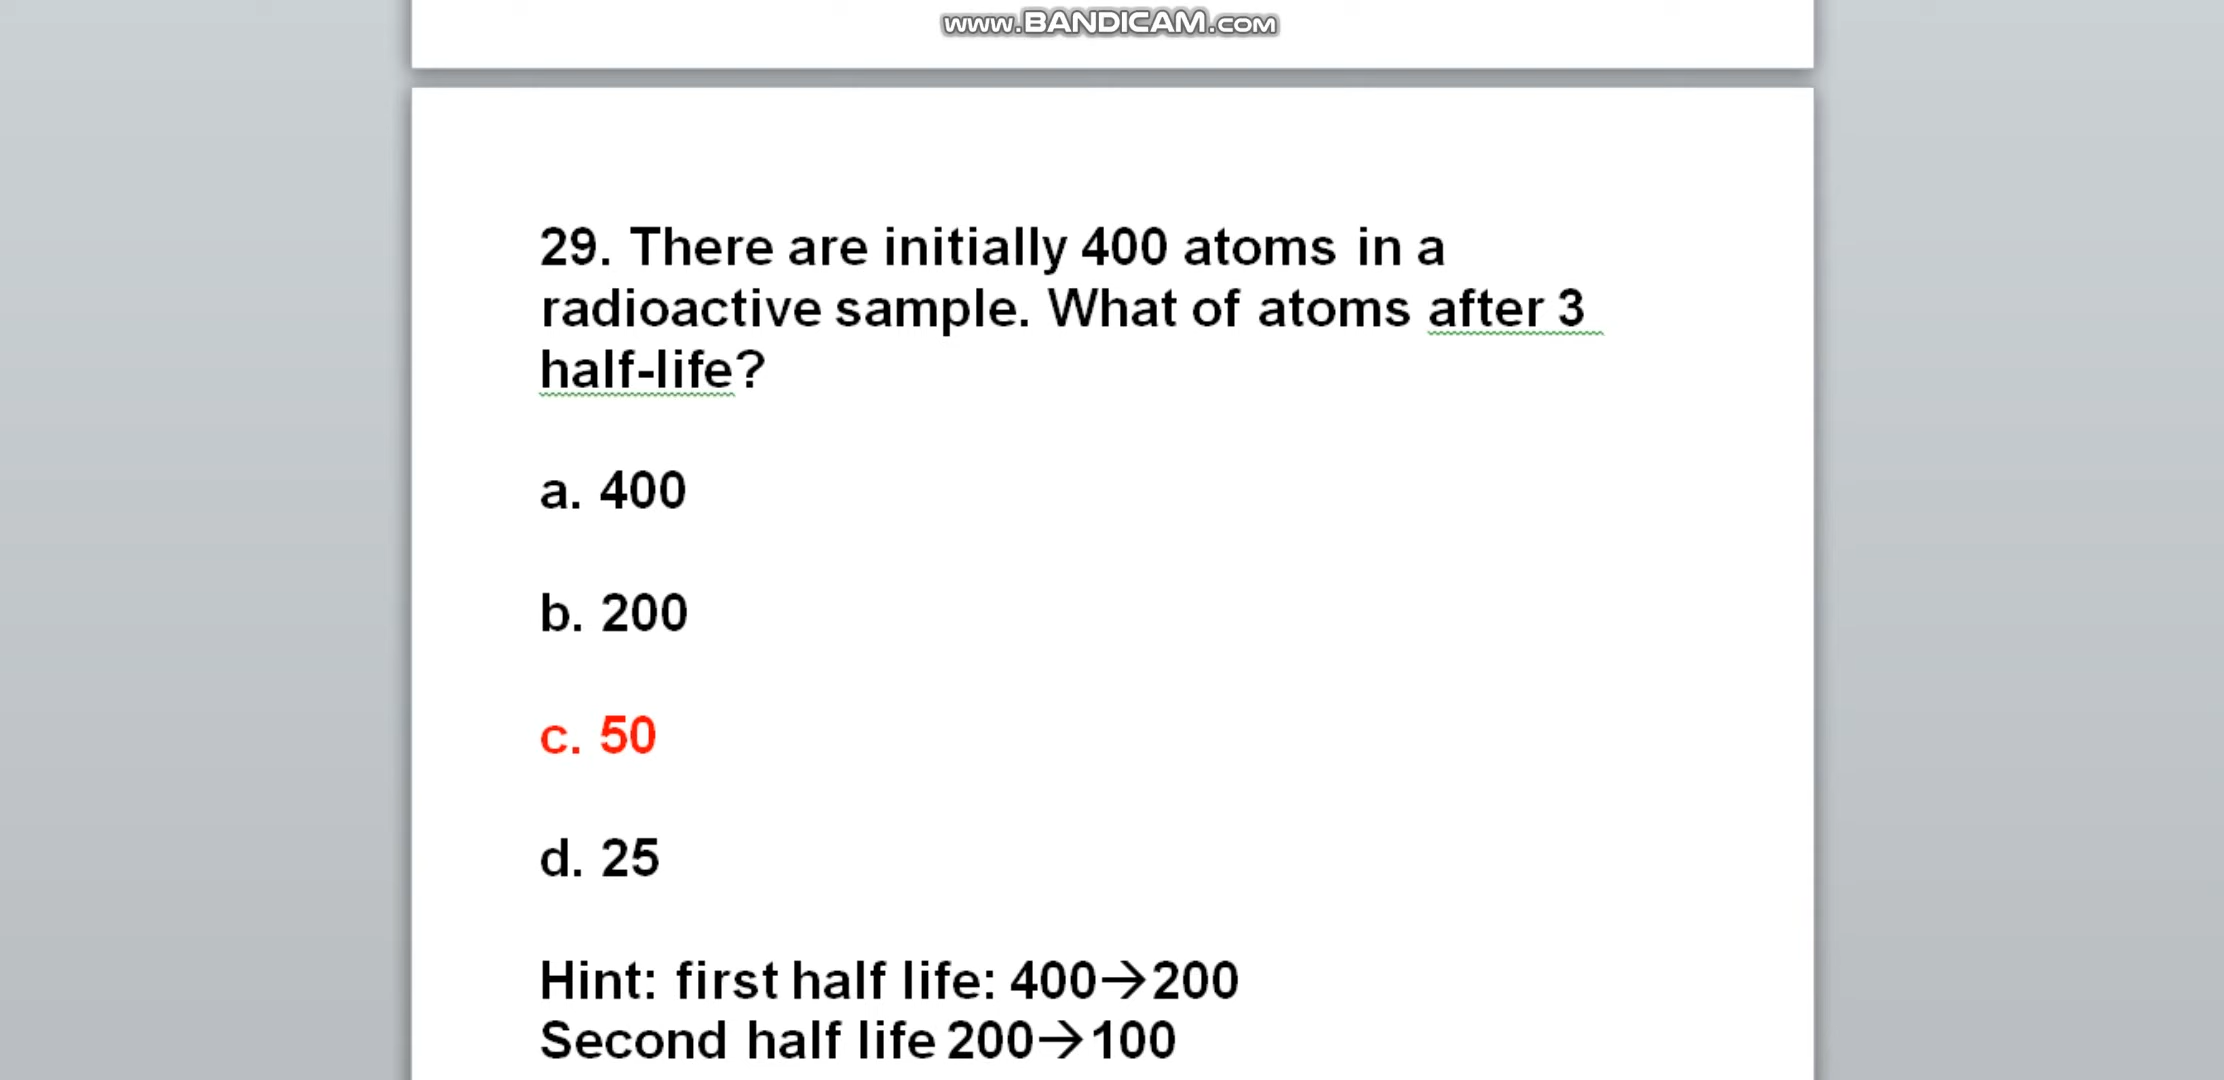 www.BANDICAM.com
29. There are initially 400 atoms in a
radioactive sample. What of atoms after 3
half-life?
a. 400
b. 200
c. 50
d. 25
Hint: first half life: 400→200
Second half life 200→100